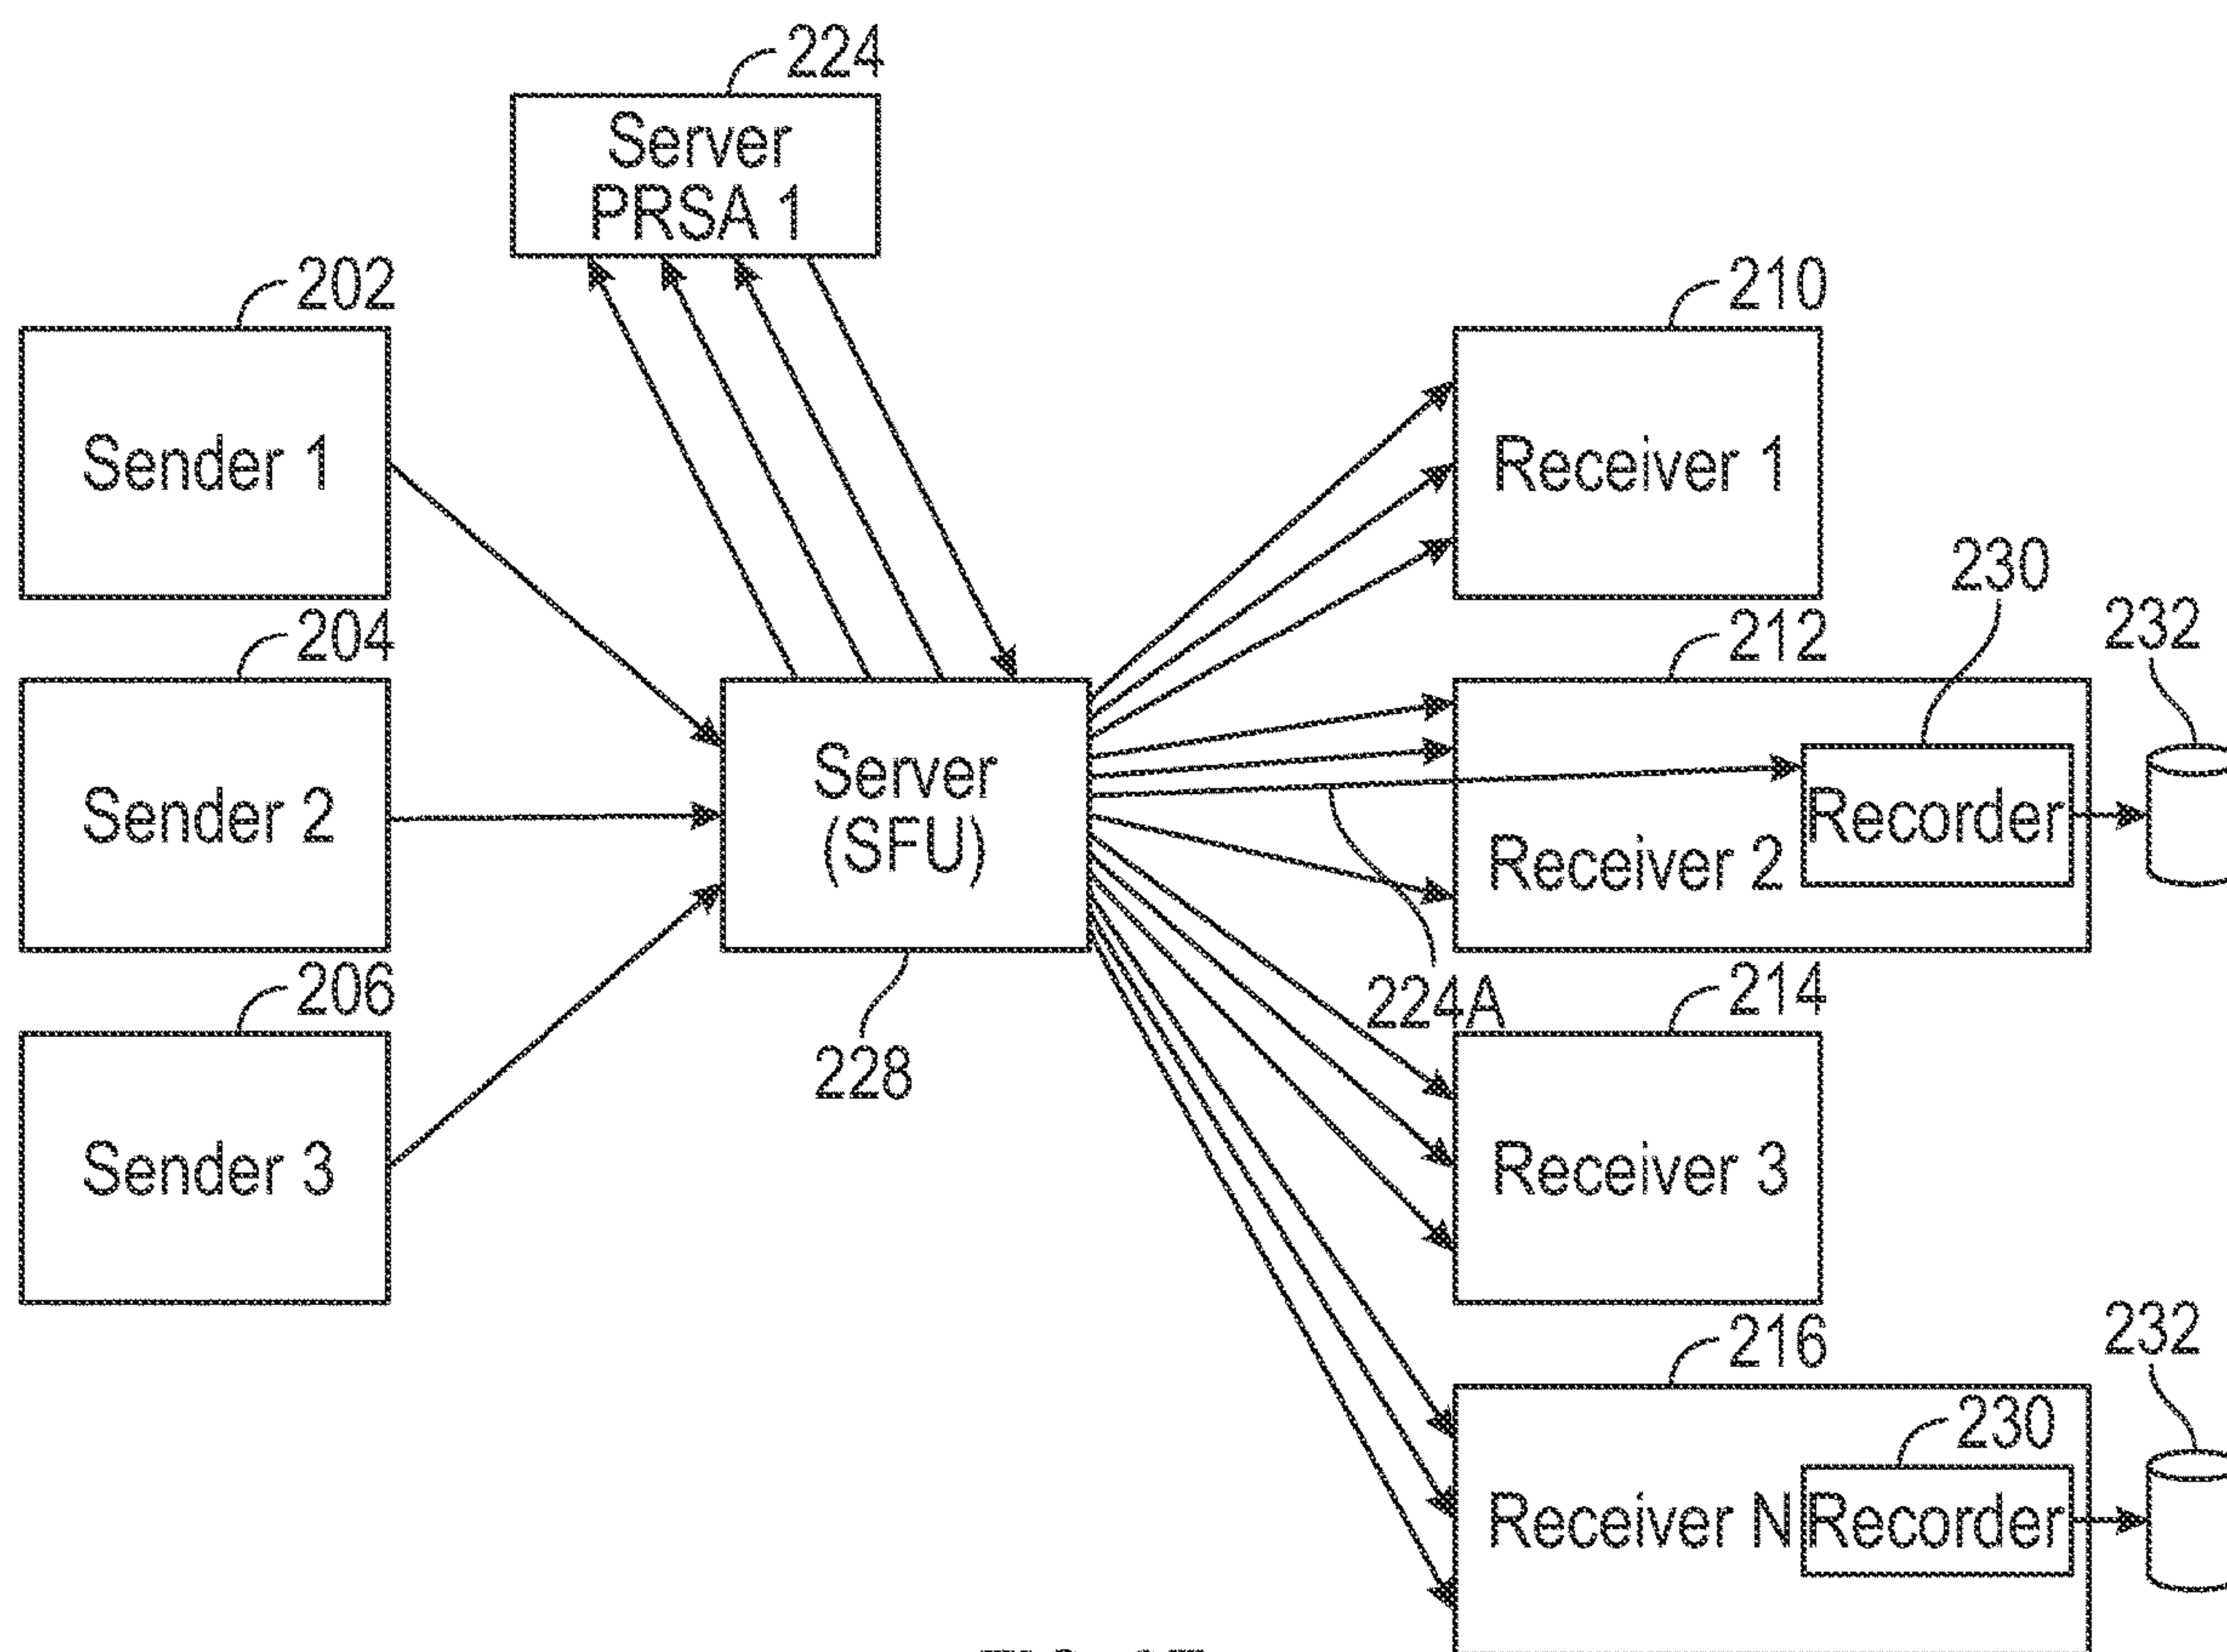 224
Server
PRSA 1
202
Sender 1
210
Receiver 1
230
232
204
Sender 2
Server
(SFU)
228
212
Receiver 2
Recorder
224A
206
Sender 3
214
Receiver 3
216
230
232
Receiver N
Recorder